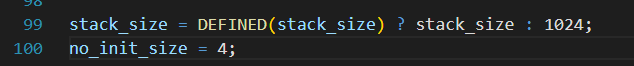 99 stack_size = DEFINED(stack_size) ? stack_size : 1024;
100 no_init_size = 4;